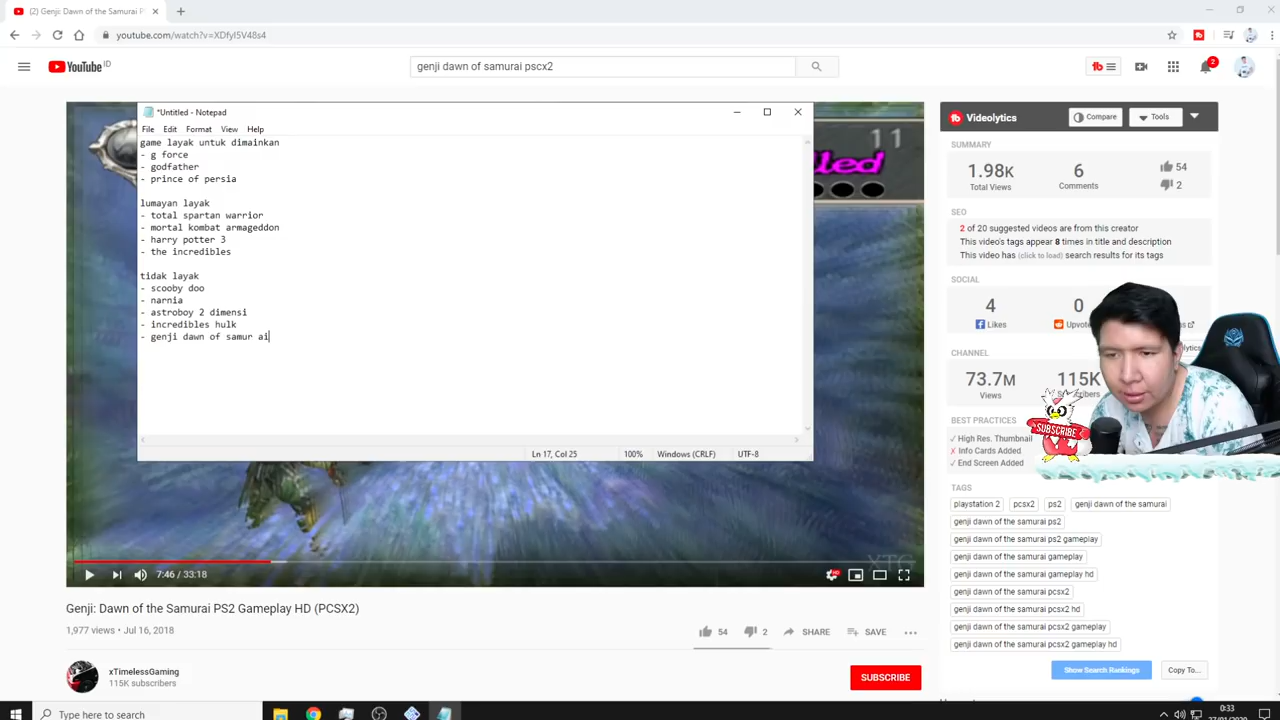 (2) Genji: Dawn of the Samurai P
youtube.com/watch?v=XDfyI5V48s4
YouTube ID
genji dawn of samurai pscx2
2
*Untitled - Notepad
File Edit Format View Help
game layak untuk dimainkan
- g force
- godfather
- prince of persia
lumayan layak
- total spartan warrior
- mortal kombat armageddon
- harry potter 3
- the incredibles
tidak layak
- scooby doo
- narnia
- astroboy 2 dimensi
- incredibles hulk
- genji dawn of samur ai
Ln 17, Col 25 100% Windows (CRLF) UTF-8
11
XTG
7:46 / 33:18
HD
Genji: Dawn of the Samurai PS2 Gameplay HD (PCSX2)
1,977 views • Jul 16, 2018
54 2 SHARE SAVE
xTimelessGaming
115K subscribers
SUBSCRIBE
Videolytics
Compare Tools
SUMMARY
1.98K 6 54
Total Views Comments 2
SEO
2 of 20 suggested videos are from this creator
This video's tags appear 8 times in title and description
This video has (click to load) search results for its tags
SOCIAL
4 0
Likes
CHANNEL
73.7M 115K
Views
SUBSCRIBE
BEST PRACTICES
High Res. Thumbnail
Info Cards Added
End Screen Added
TAGS
playstation 2 pcsx2 ps2 genji dawn of the samurai
genji dawn of the samurai ps2
genji dawn of the samurai ps2 gameplay
genji dawn of the samurai gameplay
genji dawn of the samurai gameplay hd
genji dawn of the samurai pcsx2
genji dawn of the samurai pcsx2 hd
genji dawn of the samurai pcsx2 gameplay
genji dawn of the samurai pcsx2 gameplay hd
Show Search Rankings Copy To...
Type here to search
0:33